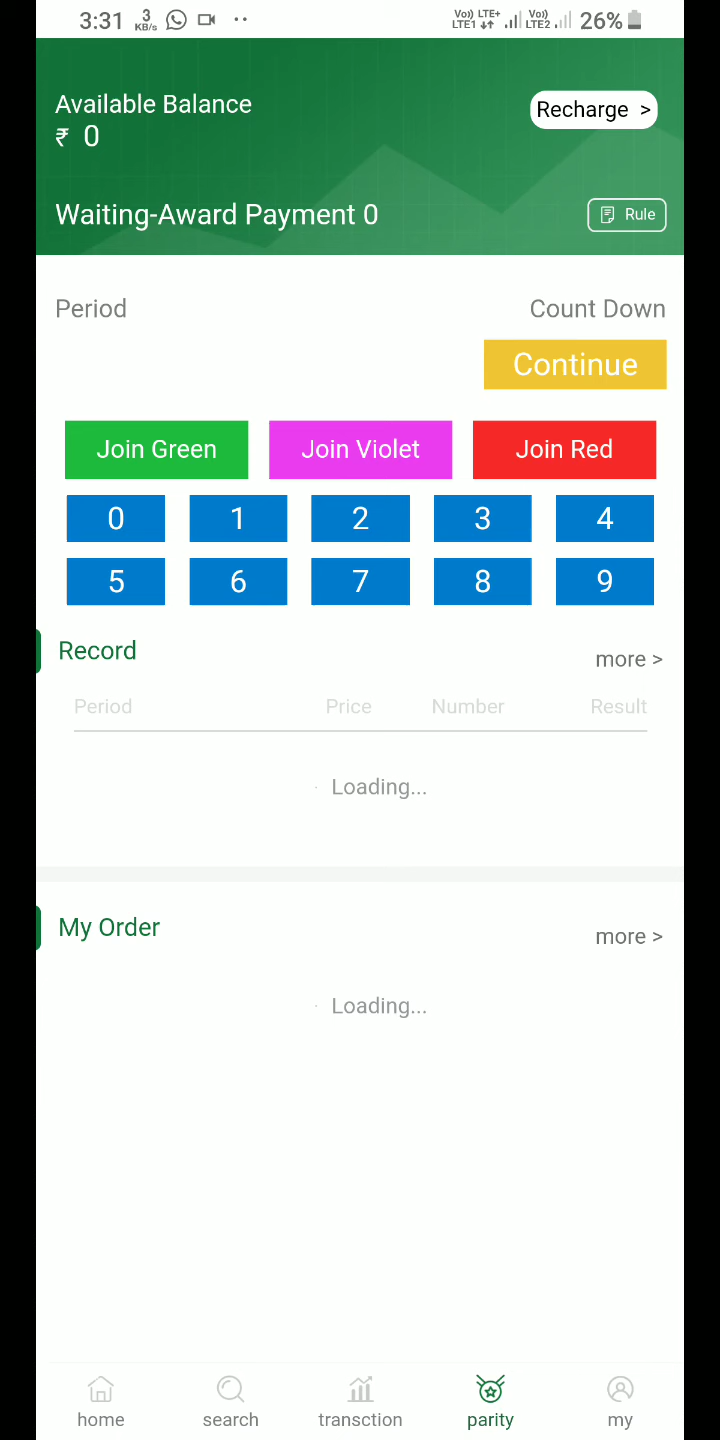 3:31 3 KB/s Vo)) LTE1 LTE+ Vo)) LTE2 26%
Available Balance
Recharge >
₹ 0
Waiting-Award Payment 0
Rule
Period Count Down
Continue
Join Green Join Violet Join Red
0 1 2 3 4
5 6 7 8 9
Record
more >
Period Price Number Result
Loading...
My Order
more >
Loading...
home search transction parity my